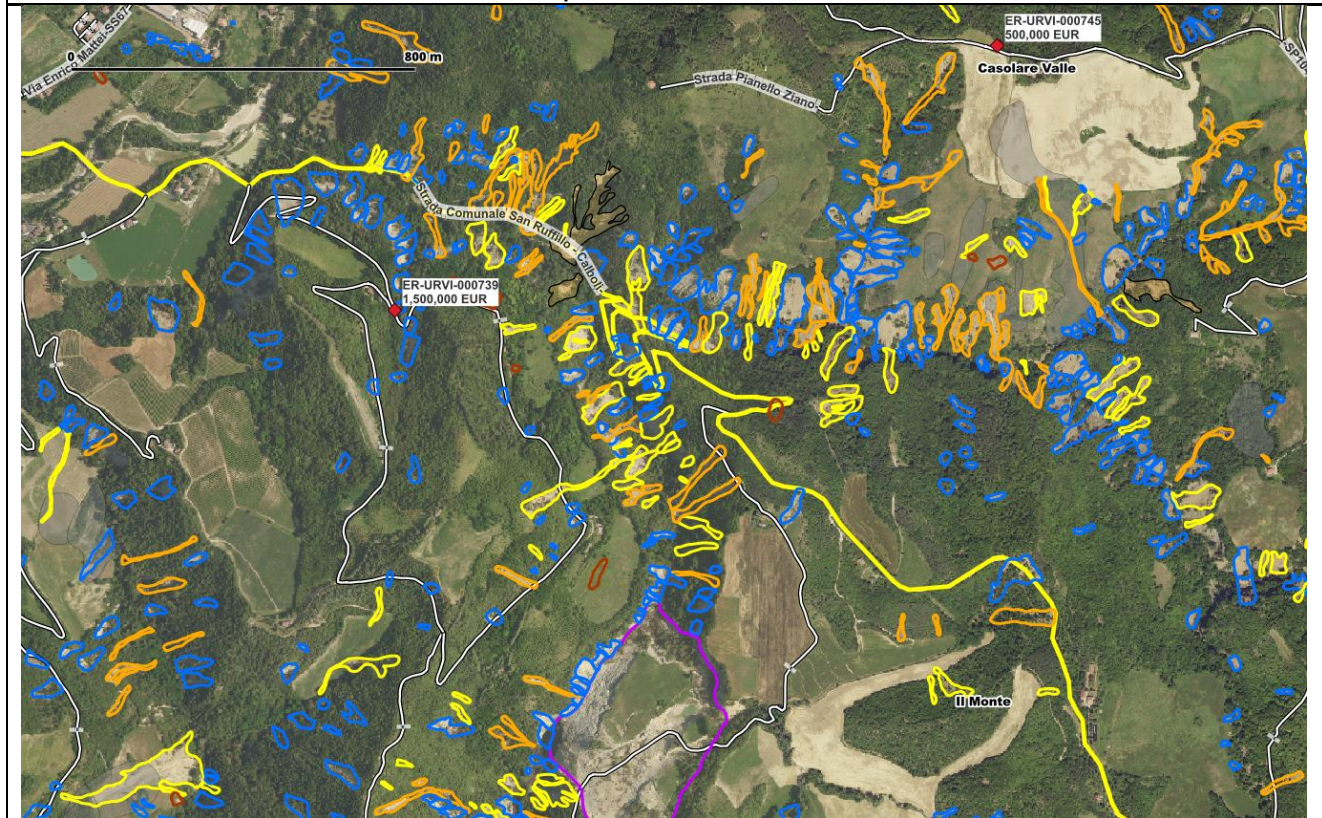 ER-URVI-000745
500,000 EUR
Via Enrico Mattei-SS67
0
800 m
Casolare Valle
-SP104
Strada Pianello Ziano
Strada Comunale San Ruffillo - Calboli
ER-URVI-000739
1,500,000 EUR
Il Monte